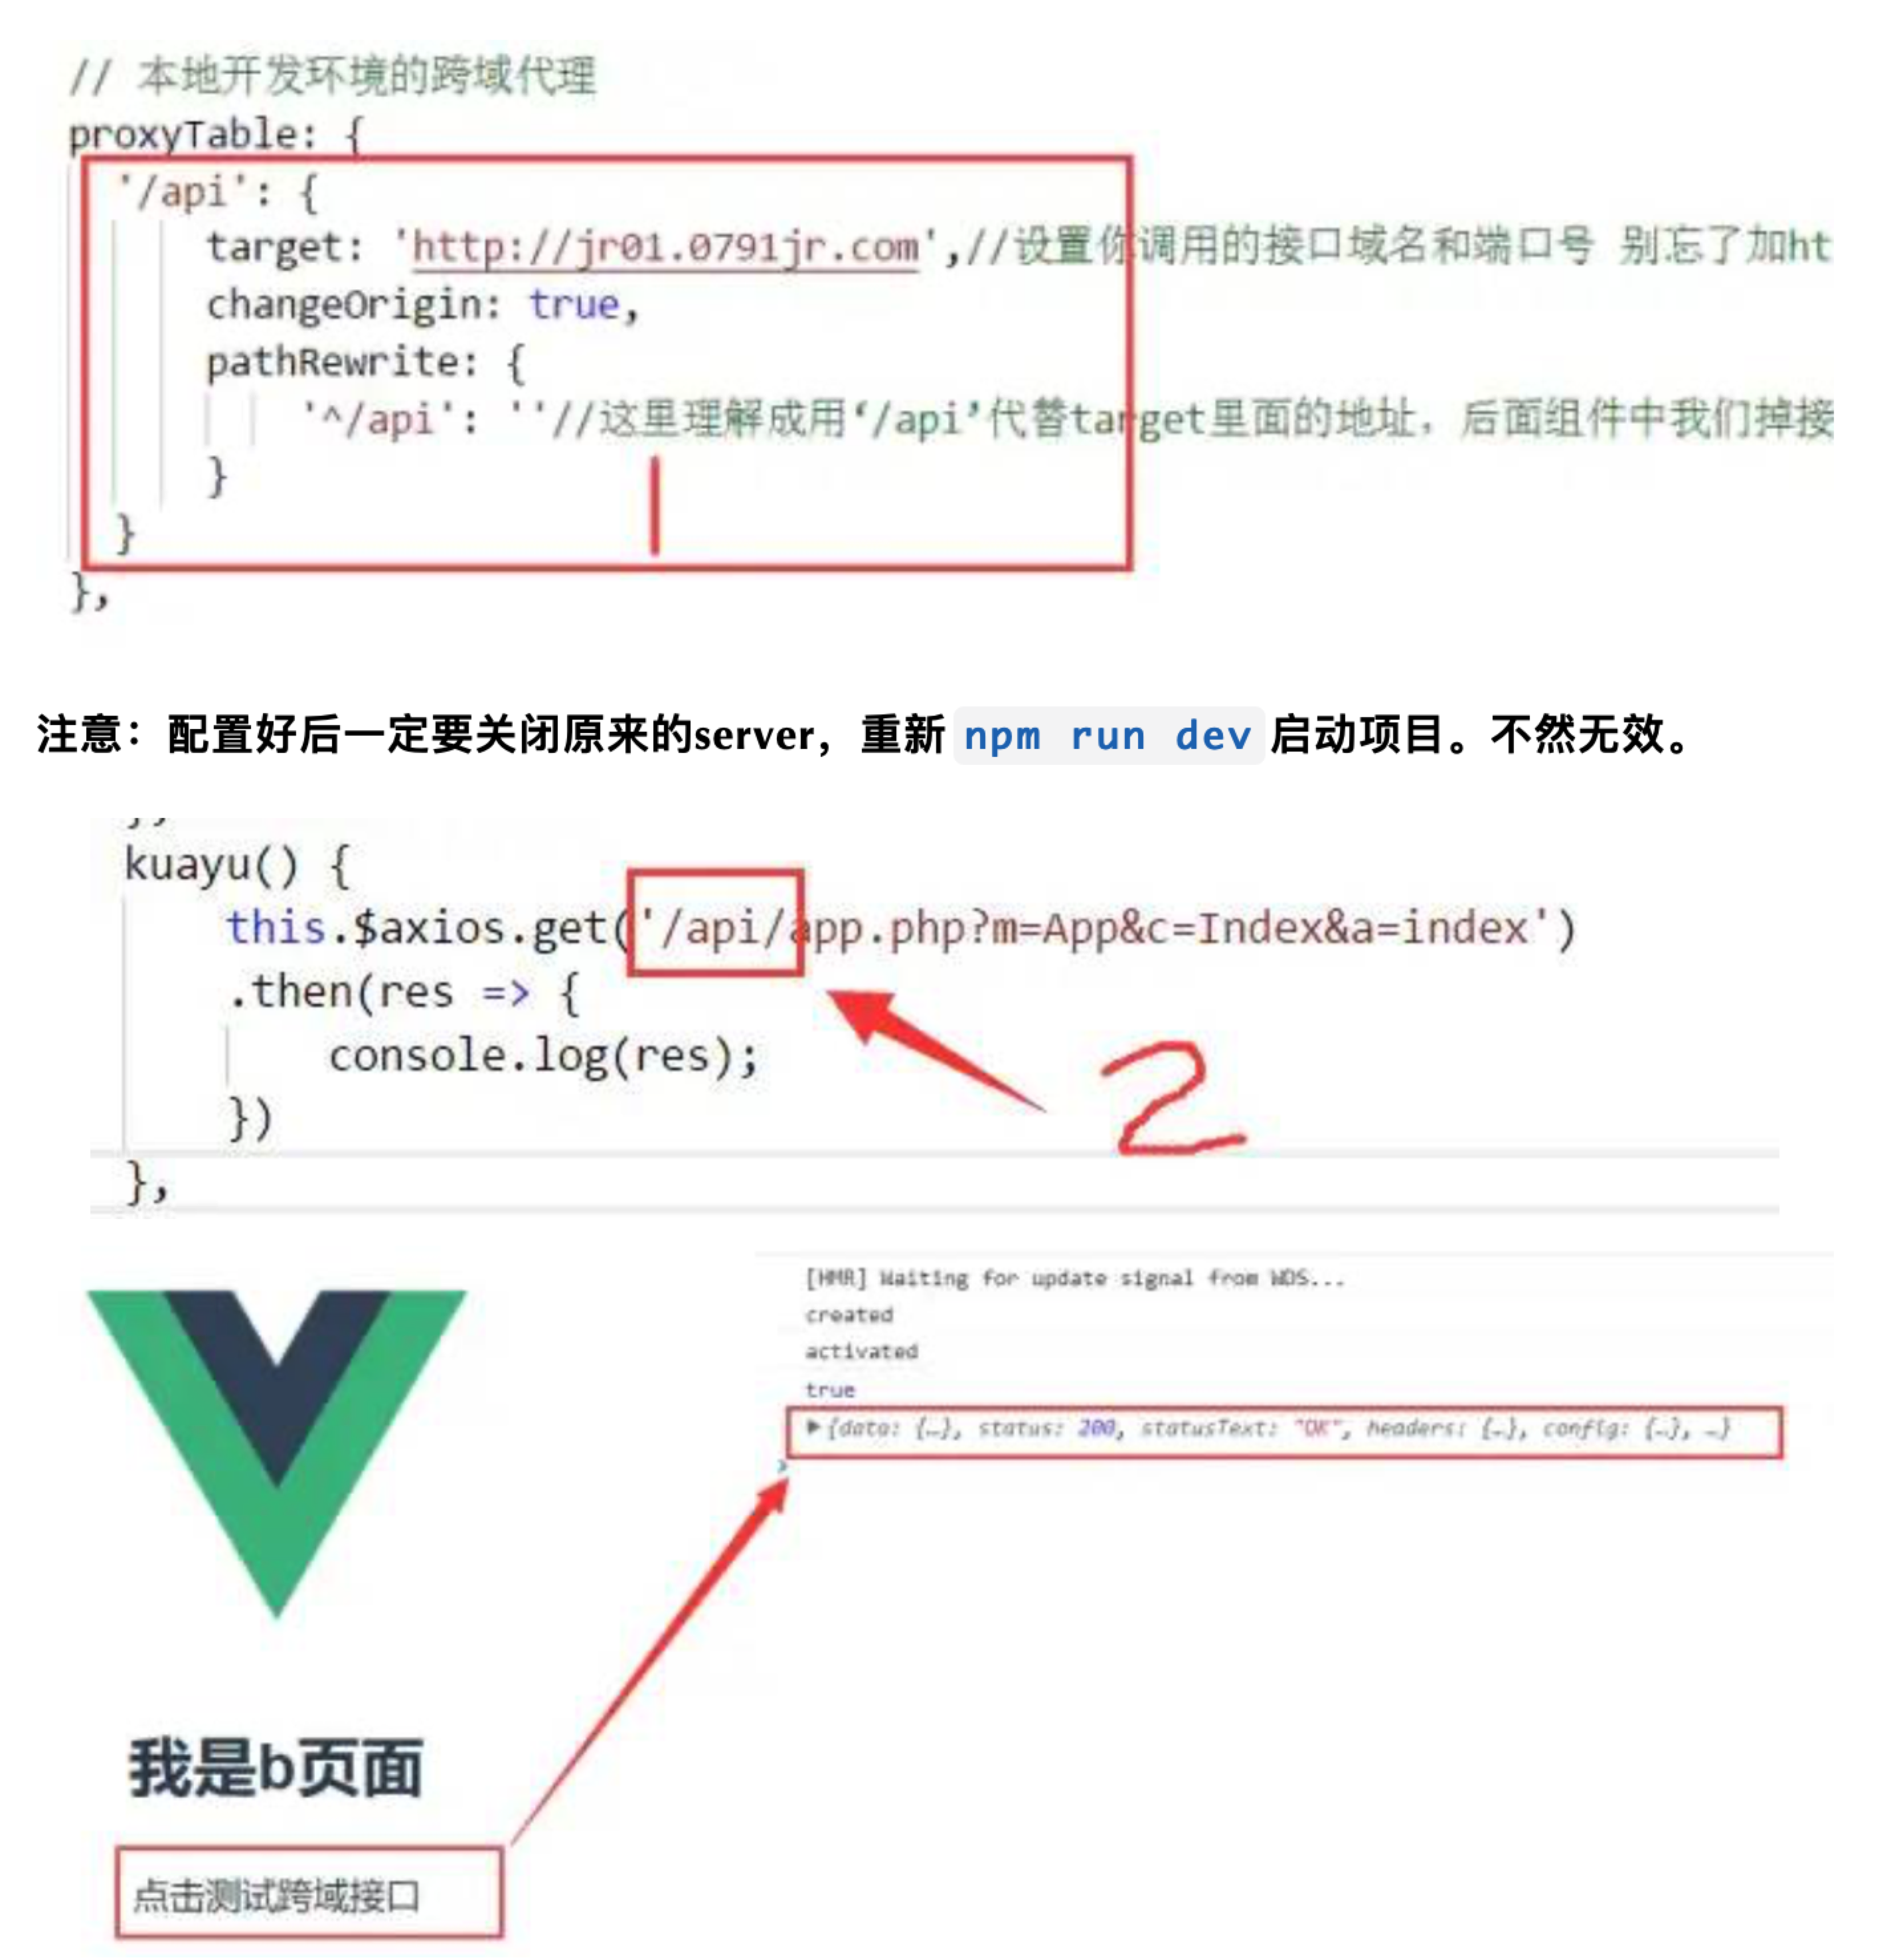 // 本地开发环境的跨域代理
proxyTable: {
'/api': {
target: 'http://jr01.0791jr.com',//设置你调用的接口域名和端口号 别忘了加ht
changeOrigin: true,
pathRewrite: {
'^/api': ''//这里理解成用‘/api’代替target里面的地址，后面组件中我们掉接
}
}
},
注意：配置好后一定要关闭原来的server，重新 npm run dev 启动项目。不然无效。
kuayu() {
this.$axios.get('/api/app.php?m=App&c=Index&a=index')
.then(res => {
console.log(res);
})
},
2
[HMR] Waiting for update signal from WDS...
created
activated
true
▶{data: {…}, status: 200, statusText: "OK", headers: {…}, config: {…}, …}
>
我是b页面
点击测试跨域接口